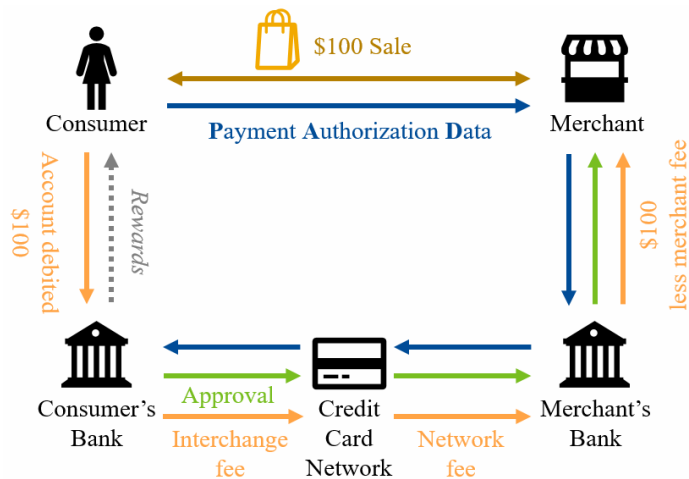 $100 Sale
Consumer
Payment Authorization Data
Merchant
Account debited
$100
Rewards
$100
less merchant fee
Consumer's
Bank
Approval
Interchange
fee
Credit
Card
Network
Network
fee
Merchant's
Bank